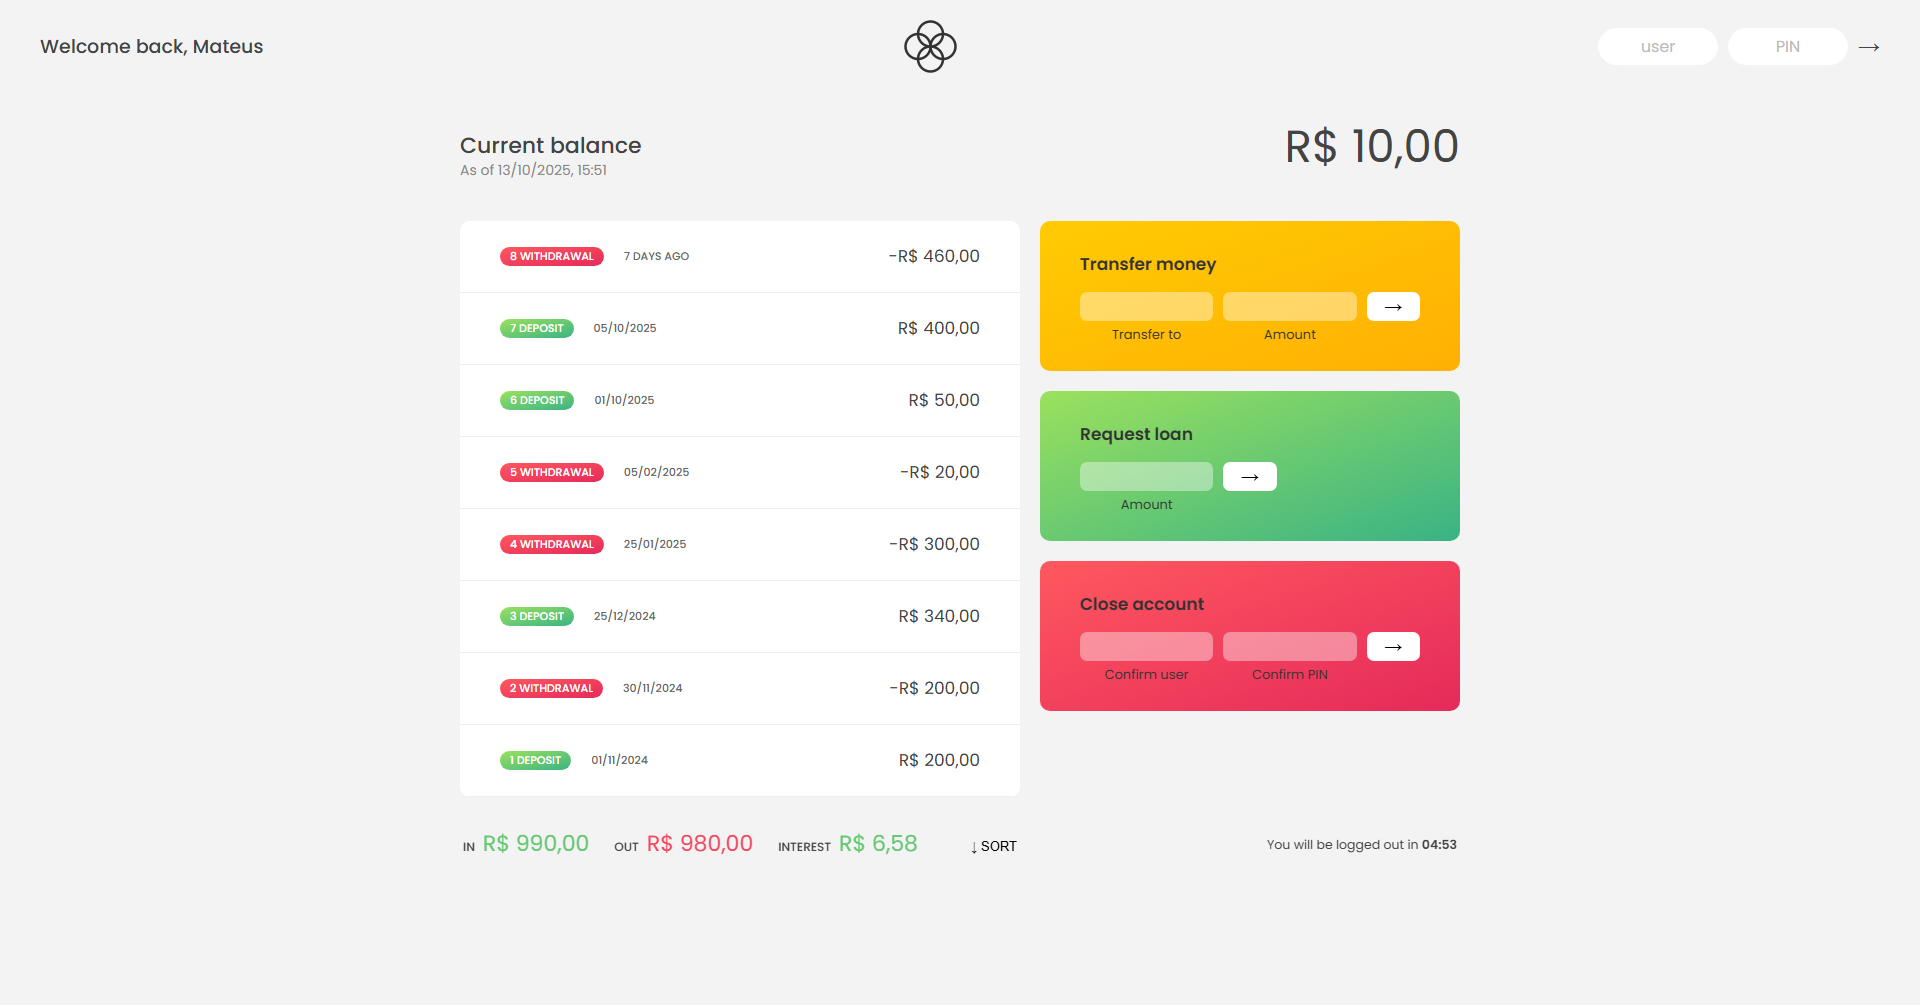 Welcome back, Mateus
user PIN →
Current balance
As of 13/10/2025, 15:51
R$ 10,00
8 WITHDRAWAL 7 DAYS AGO -R$ 460,00
7 DEPOSIT 05/10/2025 R$ 400,00
6 DEPOSIT 01/10/2025 R$ 50,00
5 WITHDRAWAL 05/02/2025 -R$ 20,00
4 WITHDRAWAL 25/01/2025 -R$ 300,00
3 DEPOSIT 25/12/2024 R$ 340,00
2 WITHDRAWAL 30/11/2024 -R$ 200,00
1 DEPOSIT 01/11/2024 R$ 200,00
Transfer money
→
Transfer to Amount
Request loan
→
Amount
Close account
→
Confirm user Confirm PIN
IN R$ 990,00 OUT R$ 980,00 INTEREST R$ 6,58 ↓ SORT
You will be logged out in 04:53